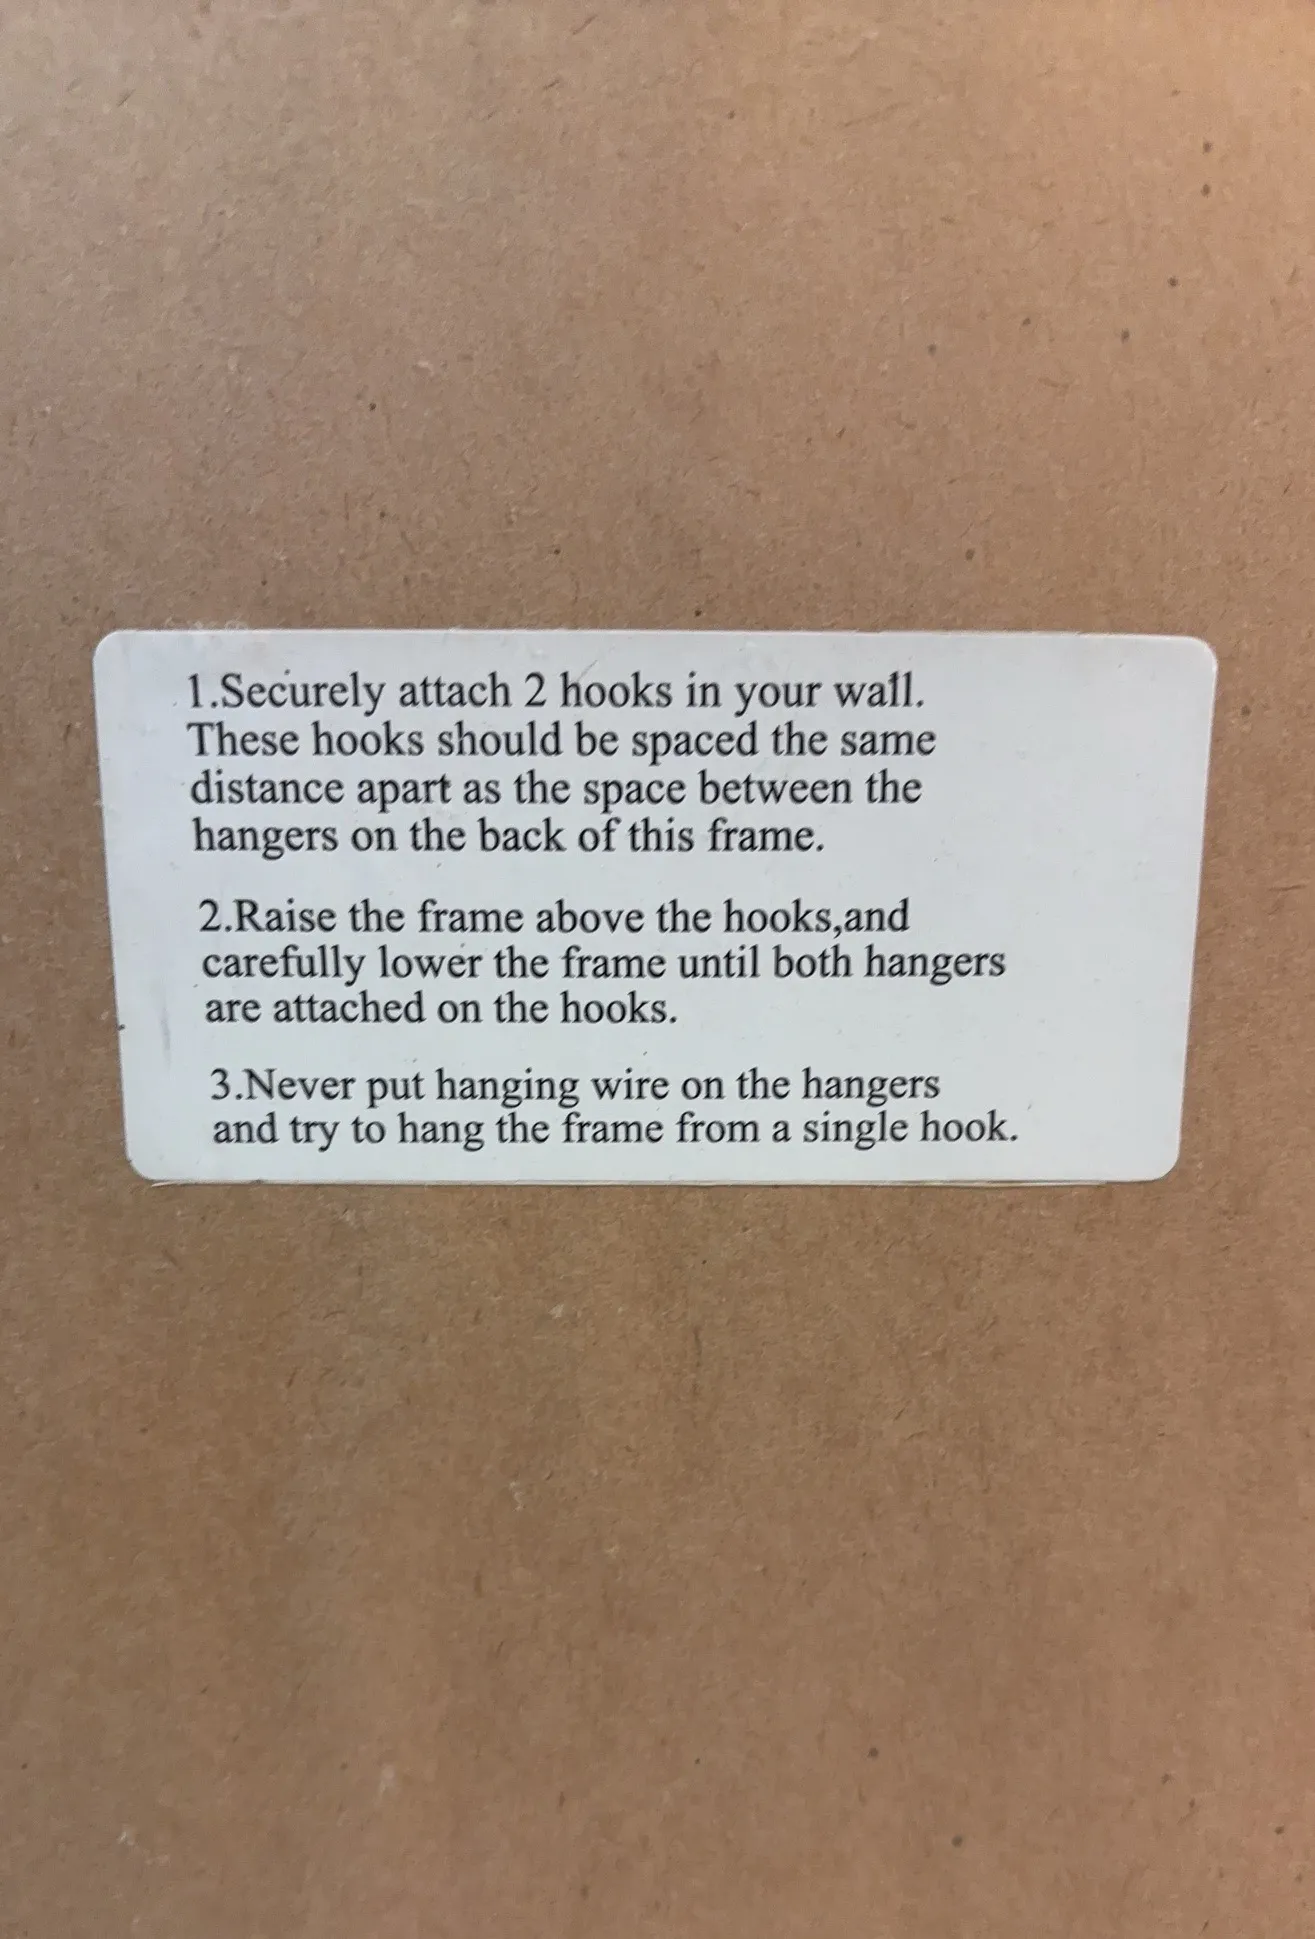 1.Securely attach 2 hooks in your wall.
These hooks should be spaced the same
distance apart as the space between the
hangers on the back of this frame.
2.Raise the frame above the hooks,and
carefully lower the frame until both hangers
are attached on the hooks.
3.Never put hanging wire on the hangers
and try to hang the frame from a single hook.